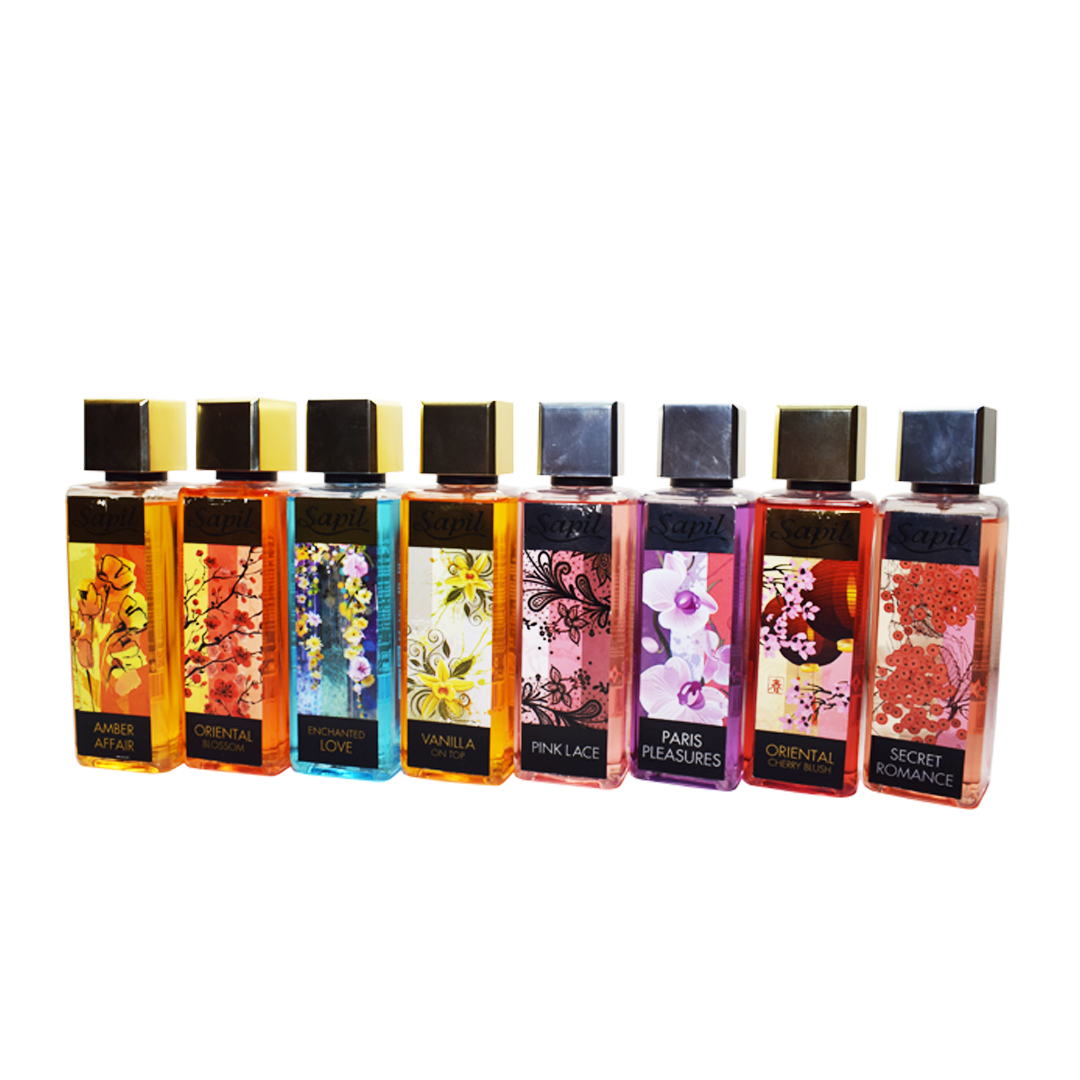 Sapil
AMBER
AFFAIR
Sapil
ORIENTAL
BLOSSOM
Sapil
ENCHANTED
LOVE
Sapil
VANILLA
ON TOP
Sapil
PINK LACE
Sapil
PARIS
PLEASURES
Sapil
ORIENTAL
CHERRY BLUSH
Sapil
SECRET
ROMANCE